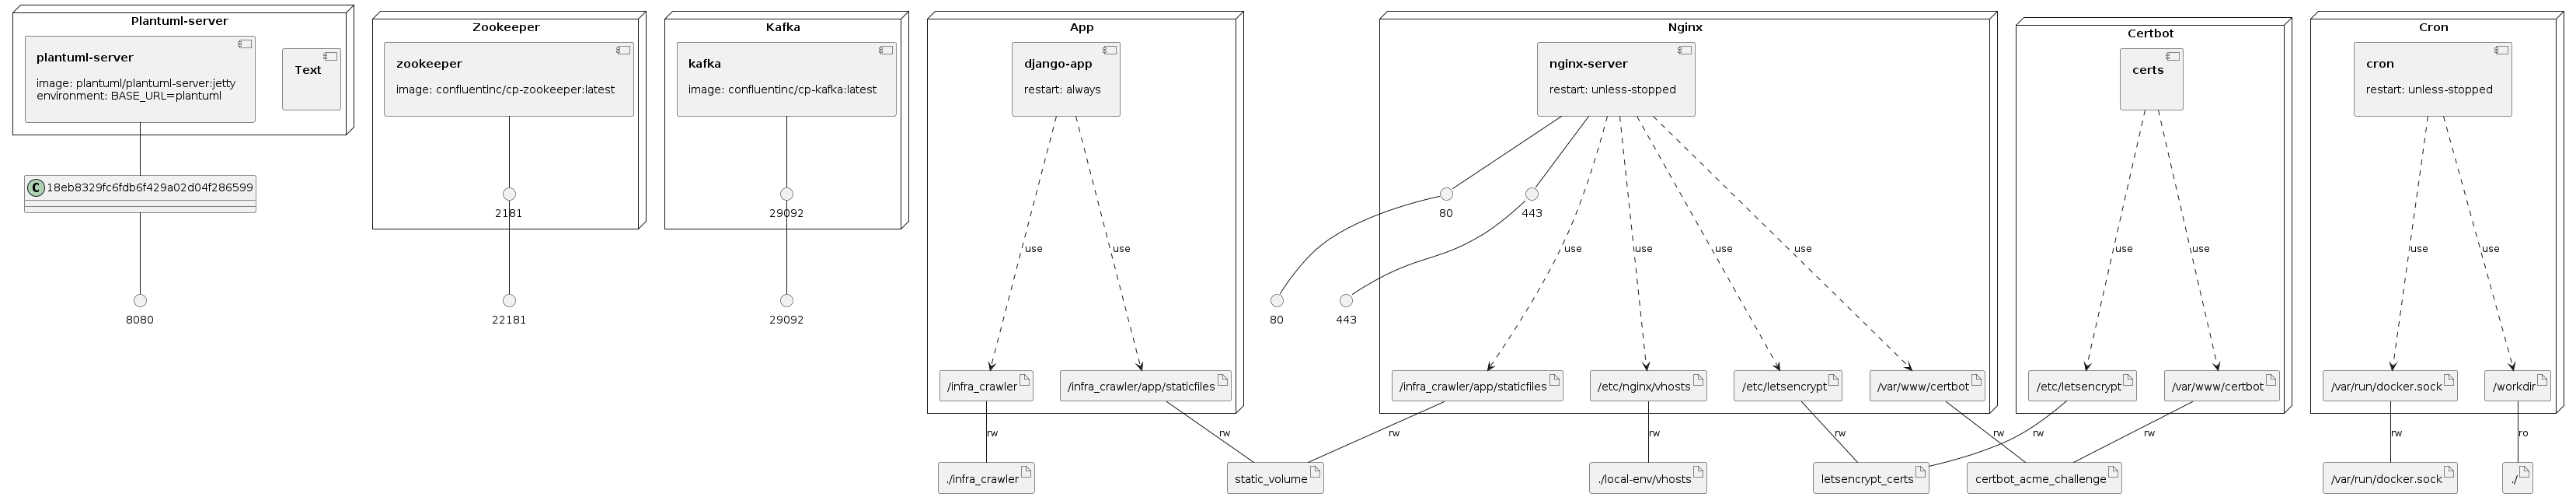 Plantuml-server
plantuml-server
image: plantuml/plantuml-server:jetty
environment: BASE_URL=plantuml
Text
C 18eb8329fc6fdb6f429a02d04f286599
8080
Zookeeper
zookeeper
image: confluentinc/cp-zookeeper:latest
2181
22181
Kafka
kafka
image: confluentinc/cp-kafka:latest
29092
29092
App
django-app
restart: always
use
use
/infra_crawler
/infra_crawler/app/staticfiles
rw
rw
./infra_crawler
static_volume
Nginx
nginx-server
restart: unless-stopped
80
443
80
443
use
use
use
use
/infra_crawler/app/staticfiles
/etc/nginx/vhosts
/etc/letsencrypt
/var/www/certbot
rw
rw
rw
rw
./local-env/vhosts
letsencrypt_certs
certbot_acme_challenge
Certbot
certs
use
use
/etc/letsencrypt
/var/www/certbot
rw
rw
Cron
cron
restart: unless-stopped
use
use
/var/run/docker.sock
/workdir
rw
ro
/var/run/docker.sock
./